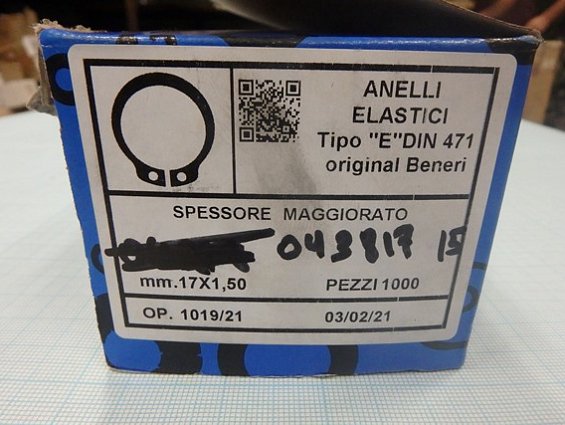 ANELLI
ELASTICI
Tipo "E"DIN 471
original Beneri
SPESSORE MAGGIORATO
043817
mm.17X1,50 PEZZI 1000
OP. 1019/21 03/02/21